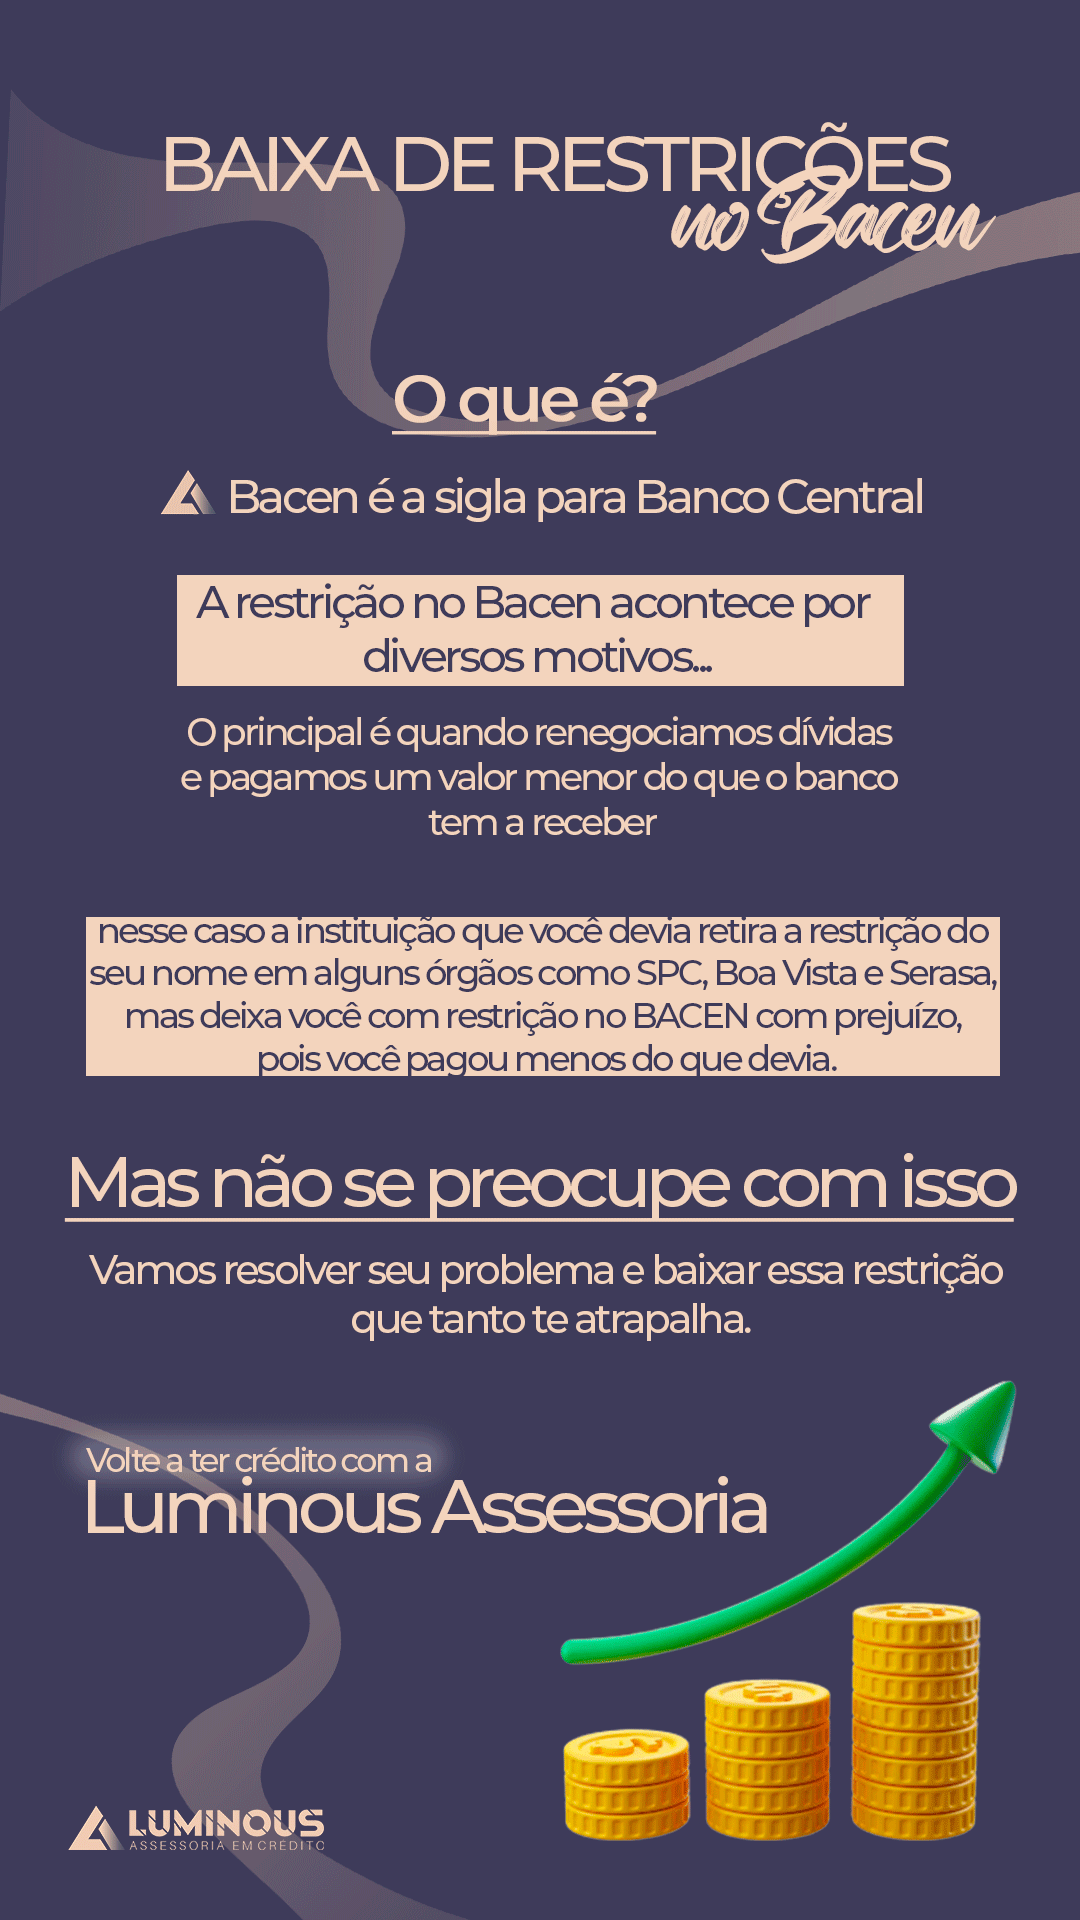 BAIXA DE RESTRIÇÕES
no Bacen
O que é?
Bacen é a sigla para Banco Central
A restrição no Bacen acontece por
diversos motivos...
O principal é quando renegociamos dívidas
e pagamos um valor menor do que o banco
tem a receber
nesse caso a instituição que você devia retira a restrição do
seu nome em alguns órgãos como SPC, Boa Vista e Serasa,
mas deixa você com restrição no BACEN com prejuízo,
pois você pagou menos do que devia.
Mas não se preocupe com isso
Vamos resolver seu problema e baixar essa restrição
que tanto te atrapalha.
Volte a ter crédito com a
Luminous Assessoria
LUMINOUS
ASSESSORIA EM CRÉDITO